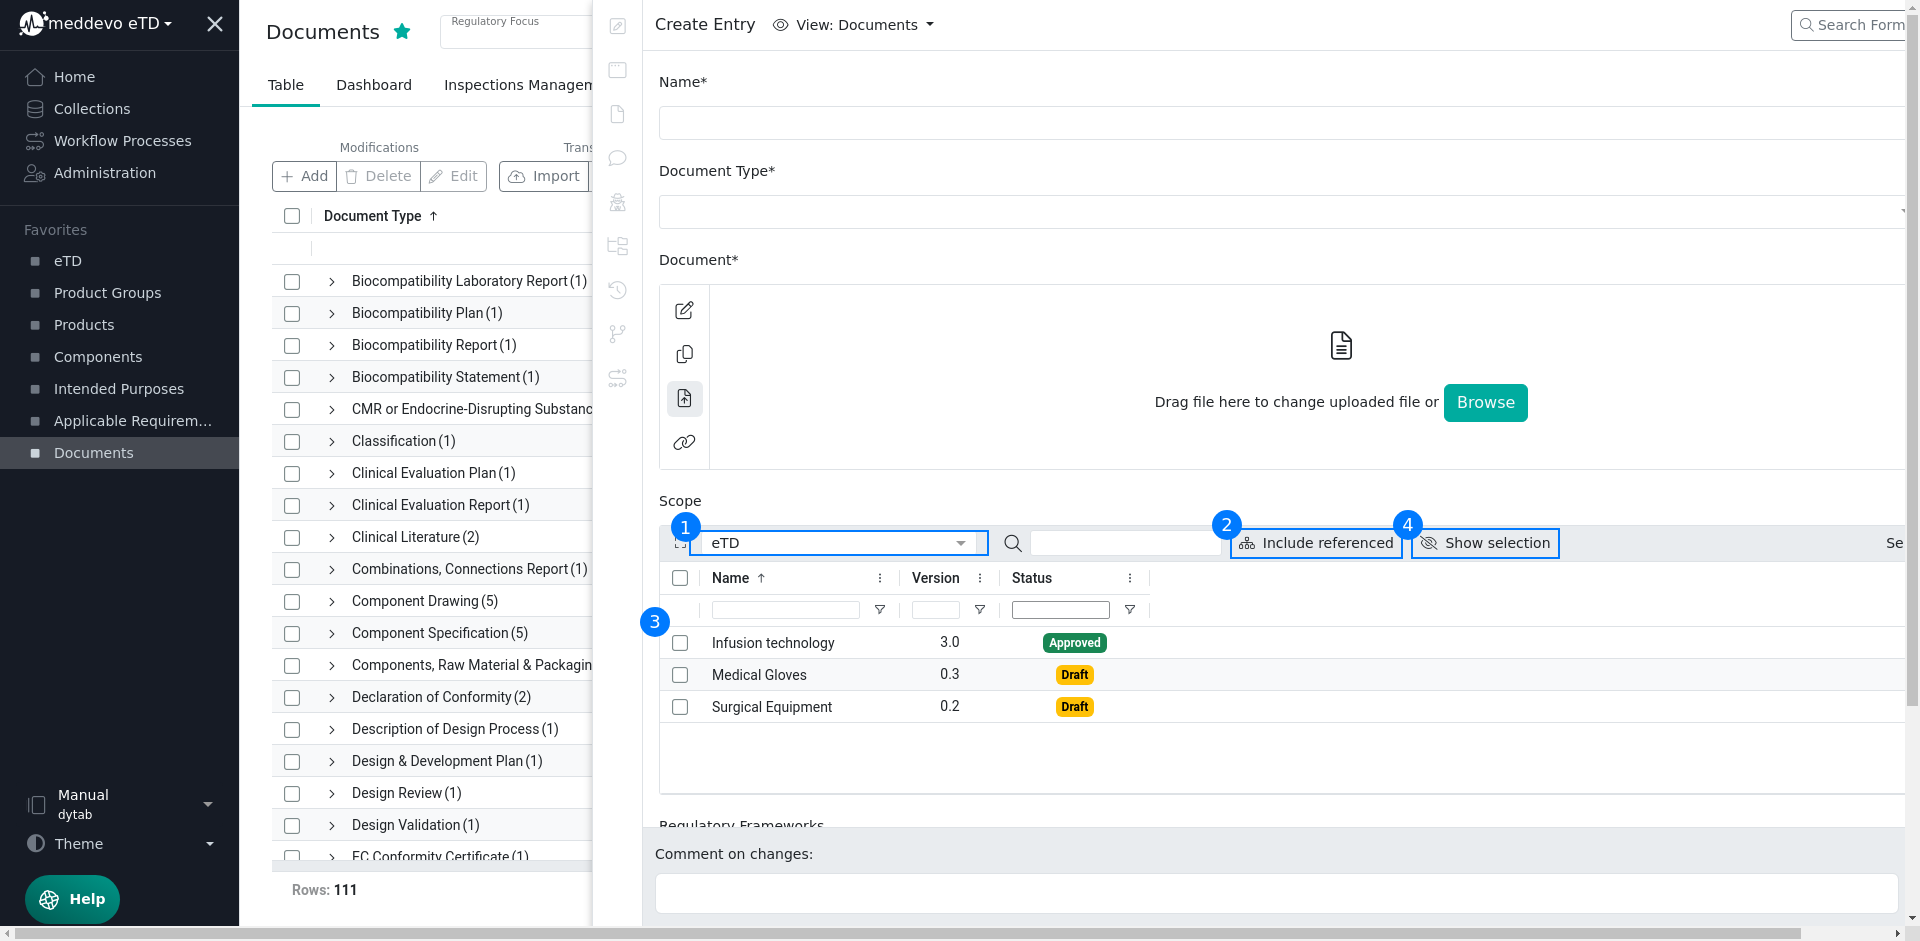 meddevo eTD
Home
Collections
Workflow Processes
Administration
Favorites
eTD
Product Groups
Products
Components
Intended Purposes
Applicable Requirem...
Documents
Manual
dytab
Theme
Help
Documents
Regulatory Focus
Table
Dashboard
Inspections Managem
Modifications
Trans
Add
Delete
Edit
Import
Document Type
Biocompatibility Laboratory Report (1)
Biocompatibility Plan (1)
Biocompatibility Report (1)
Biocompatibility Statement (1)
CMR or Endocrine-Disrupting Substanc
Classification (1)
Clinical Evaluation Plan (1)
Clinical Evaluation Report (1)
Clinical Literature (2)
Combinations, Connections Report (1)
Component Drawing (5)
Component Specification (5)
Components, Raw Material & Packagin
Declaration of Conformity (2)
Description of Design Process (1)
Design & Development Plan (1)
Design Review (1)
Design Validation (1)
EC Conformity Certificate (1)
Rows: 111
Create Entry
View: Documents
Search Form
Name*
Document Type*
Document*
Drag file here to change uploaded file or Browse
Scope
1
eTD
2
Include referenced
4
Show selection
Se
Name
Version
Status
3
Infusion technology 3.0 Approved
Medical Gloves 0.3 Draft
Surgical Equipment 0.2 Draft
Regulatory Frameworks
Comment on changes: